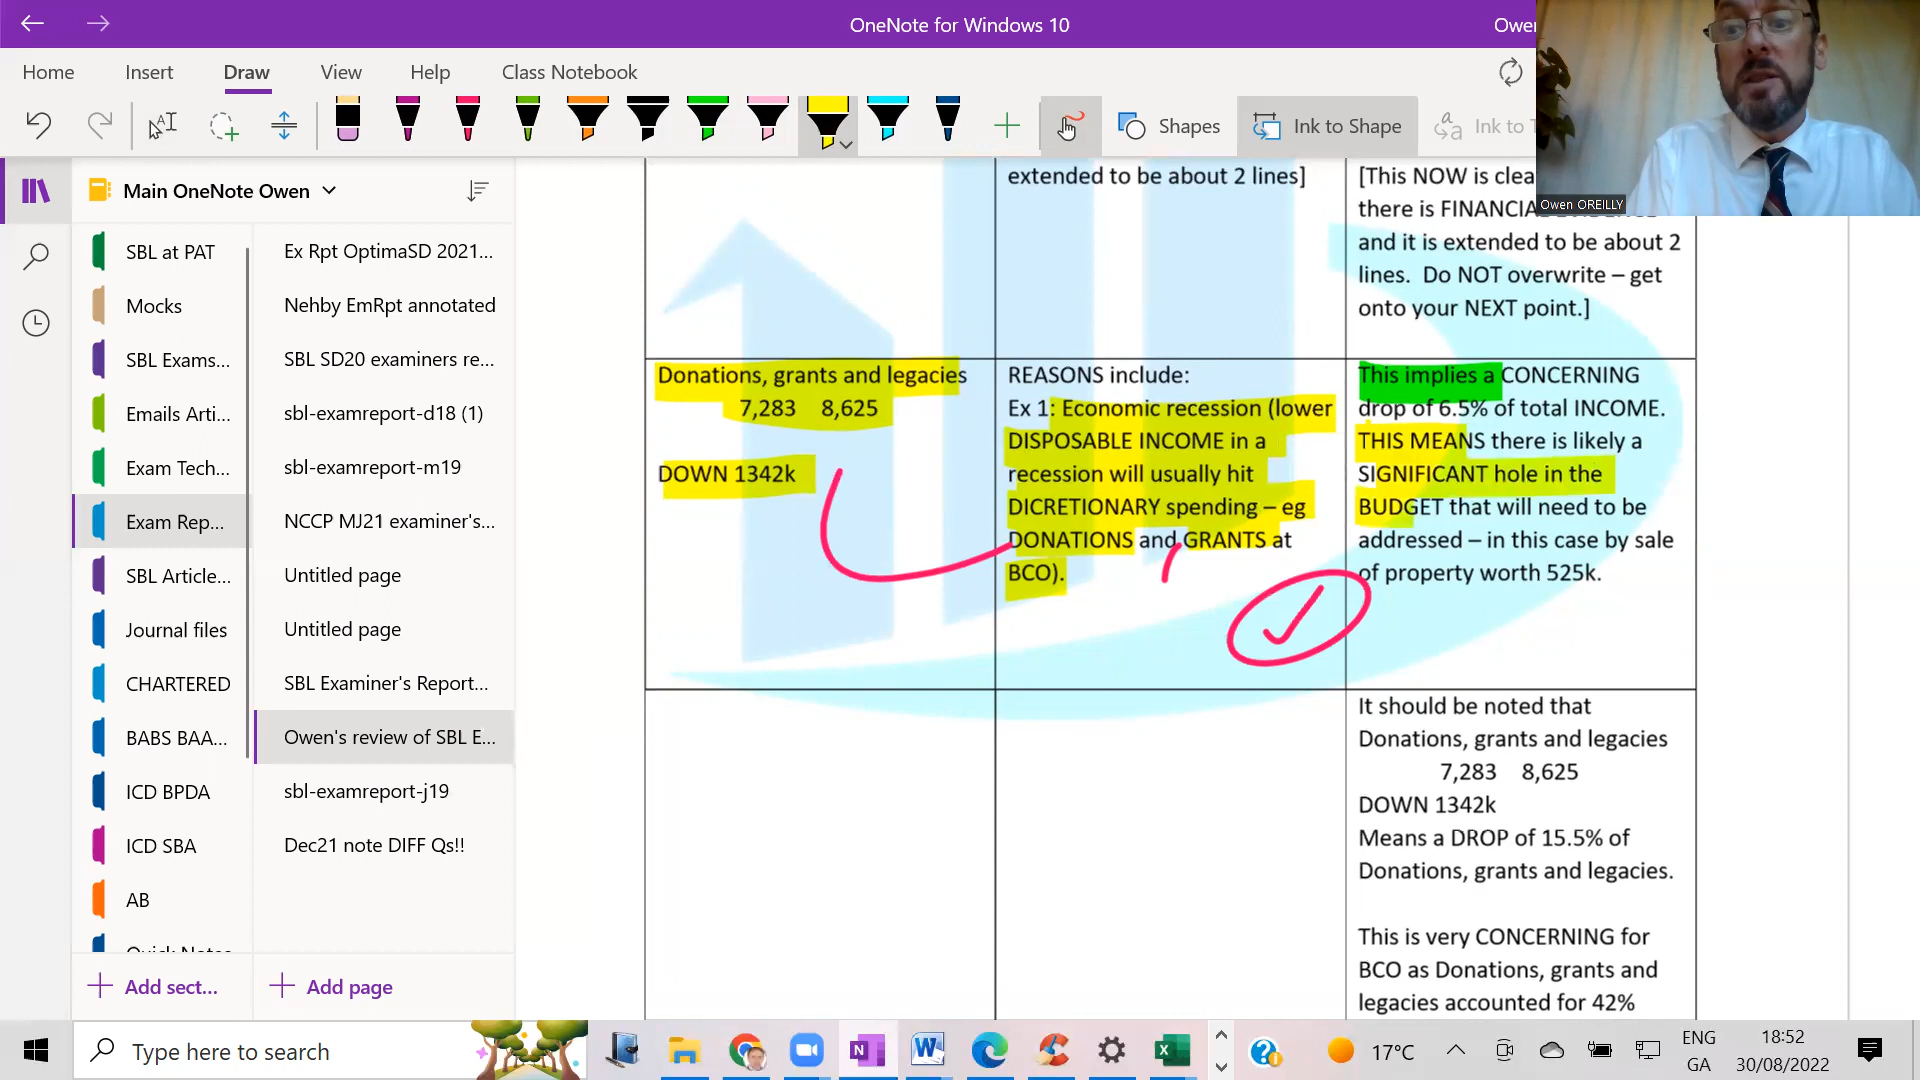 OneNote for Windows 10
Owen
Home
Insert
Draw
View
Help
Class Notebook
Shapes
Ink to Shape
Ink to
Owen OREILLY
Main OneNote Owen
SBL at PAT
Mocks
SBL Exams...
Emails Arti...
Exam Tech...
Exam Rep...
SBL Article...
Journal files
CHARTERED
BABS BAA...
ICD BPDA
ICD SBA
AB
Quick Notes
Add sect...
Ex Rpt OptimaSD 2021...
Nehby EmRpt annotated
SBL SD20 examiners re...
sbl-examreport-d18 (1)
sbl-examreport-m19
NCCP MJ21 examiner's...
Untitled page
Untitled page
SBL Examiner's Report...
Owen's review of SBL E...
sbl-examreport-j19
Dec21 note DIFF Qs!!
Add page
extended to be about 2 lines]
[This NOW is clea
there is FINANCIAL
and it is extended to be about 2
lines. Do NOT overwrite – get
onto your NEXT point.]
Donations, grants and legacies
7,283 8,625
DOWN 1342k
REASONS include:
Ex 1: Economic recession (lower
DISPOSABLE INCOME in a
recession will usually hit
DICRETIONARY spending – eg
DONATIONS and GRANTS at
BCO).
This implies a CONCERNING
drop of 6.5% of total INCOME.
THIS MEANS there is likely a
SIGNIFICANT hole in the
BUDGET that will need to be
addressed – in this case by sale
of property worth 525k.
It should be noted that
Donations, grants and legacies
7,283 8,625
DOWN 1342k
Means a DROP of 15.5% of
Donations, grants and legacies.
This is very CONCERNING for
BCO as Donations, grants and
legacies accounted for 42%
Type here to search
17°C
ENG
GA
18:52
30/08/2022